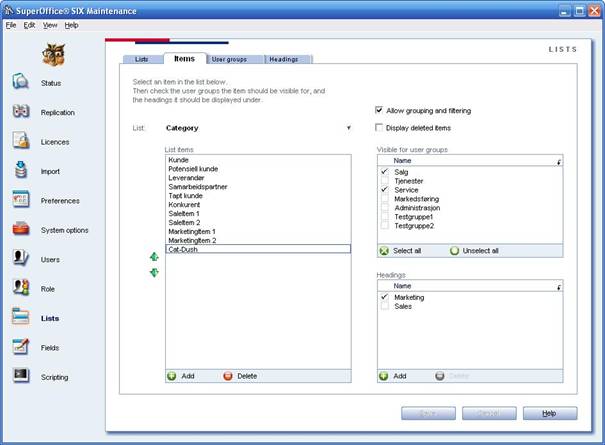 SuperOffice® SIX Maintenance
File Edit View Help
Status
Replication
Licences
Import
Preferences
System options
Users
Role
Lists
Fields
Scripting
LISTS
Lists Items User groups Headings
Select an item in the list below.
Then check the user groups the item should be visible for, and
the headings it should be displayed under.
List: Category
Allow grouping and filtering
Display deleted items
List items
Kunde
Potensiell kunde
Leverandør
Samarbeidspartner
Tapt kunde
Konkurent
SaleItem 1
SaleItem 2
MarketingItem 1
MarketingItem 2
Cat-Dush
Add Delete
Visible for user groups
Name
Salg
Tjenester
Service
Markedsføring
Administrasjon
Testgruppe1
Testgruppe2
Select all Unselect all
Headings
Name
Marketing
Sales
Add Delete
Save Cancel Help